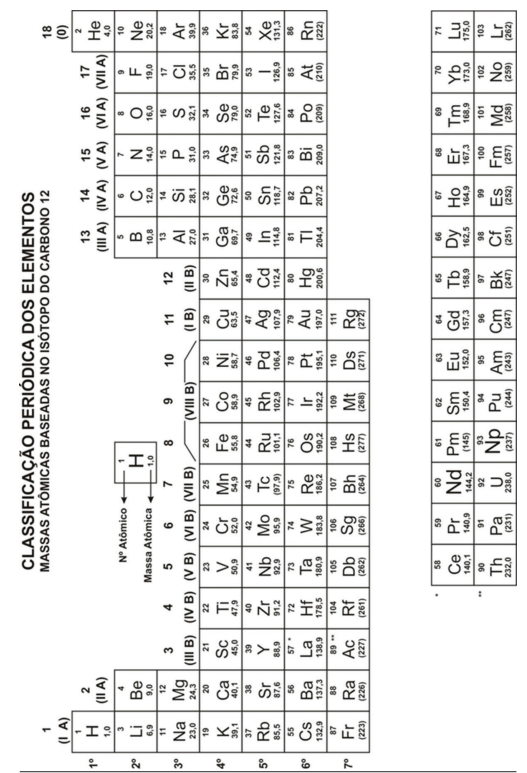 CLASSIFICAÇÃO PERIÓDICA DOS ELEMENTOS
MASSAS ATÔMICAS BASEADAS NO ISÓTOPO DO CARBONO 12
1 (I A) 2 (II A) 3 (III B) 4 (IV B) 5 (V B) 6 (VI B) 7 (VII B) 8 9 10 (VIII B) 11 (I B) 12 (II B) 13 (III A) 14 (IV A) 15 (V A) 16 (VI A) 17 (VII A) 18 (0)
Nº Atômico 1
H
Massa Atômica 1,0
1º 1 H 1,0 2 He 4,0
2º 3 Li 6,9 4 Be 9,0 5 B 10,8 6 C 12,0 7 N 14,0 8 O 16,0 9 F 19,0 10 Ne 20,2
3º 11 Na 23,0 12 Mg 24,3 13 Al 27,0 14 Si 28,1 15 P 31,0 16 S 32,1 17 Cl 35,5 18 Ar 39,9
4º 19 K 39,1 20 Ca 40,1 21 Sc 45,0 22 Ti 47,9 23 V 50,9 24 Cr 52,0 25 Mn 54,9 26 Fe 55,8 27 Co 58,9 28 Ni 58,7 29 Cu 63,5 30 Zn 65,4 31 Ga 69,7 32 Ge 72,6 33 As 74,9 34 Se 79,0 35 Br 79,9 36 Kr 83,8
5º 37 Rb 85,5 38 Sr 87,6 39 Y 88,9 40 Zr 91,2 41 Nb 92,9 42 Mo 95,9 43 Tc (97,9) 44 Ru 101,1 45 Rh 102,9 46 Pd 106,4 47 Ag 107,9 48 Cd 112,4 49 In 114,8 50 Sn 118,7 51 Sb 121,8 52 Te 127,6 53 I 126,9 54 Xe 131,3
6º 55 Cs 132,9 56 Ba 137,3 57 * La 138,9 72 Hf 178,5 73 Ta 180,9 74 W 183,8 75 Re 186,2 76 Os 190,2 77 Ir 192,2 78 Pt 195,1 79 Au 197,0 80 Hg 200,6 81 Tl 204,4 82 Pb 207,2 83 Bi 209,0 84 Po (209) 85 At (210) 86 Rn (222)
7º 87 Fr (223) 88 Ra (226) 89 ** Ac (227) 104 Rf (261) 105 Db (262) 106 Sg (266) 107 Bh (264) 108 Hs (277) 109 Mt (268) 110 Ds (271) 111 Rg (272)
* 58 Ce 140,1 59 Pr 140,9 60 Nd 144,2 61 Pm (145) 62 Sm 150,4 63 Eu 152,0 64 Gd 157,3 65 Tb 158,9 66 Dy 162,5 67 Ho 164,9 68 Er 167,3 69 Tm 168,9 70 Yb 173,0 71 Lu 175,0
** 90 Th 232,0 91 Pa (231) 92 U 238,0 93 Np (237) 94 Pu (244) 95 Am (243) 96 Cm (247) 97 Bk (247) 98 Cf (251) 99 Es (252) 100 Fm (257) 101 Md (258) 102 No (259) 103 Lr (262)